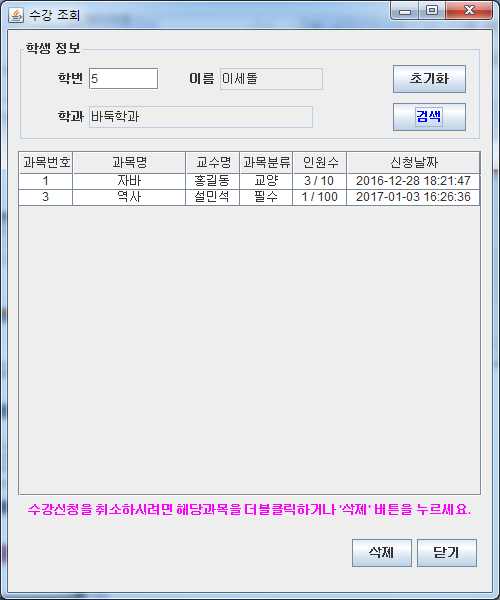 수강 조회
학생 정보
학번 5 이름 이세돌 초기화
학과 바둑학과 검색
과목번호 과목명 교수명 과목분류 인원수 신청날짜
1 자바 홍길동 교양 3 / 10 2016-12-28 18:21:47
3 역사 설민석 필수 1 / 100 2017-01-03 16:26:36
수강신청을 취소하시려면 해당과목을 더블클릭하거나 '삭제' 버튼을 누르세요.
삭제 닫기